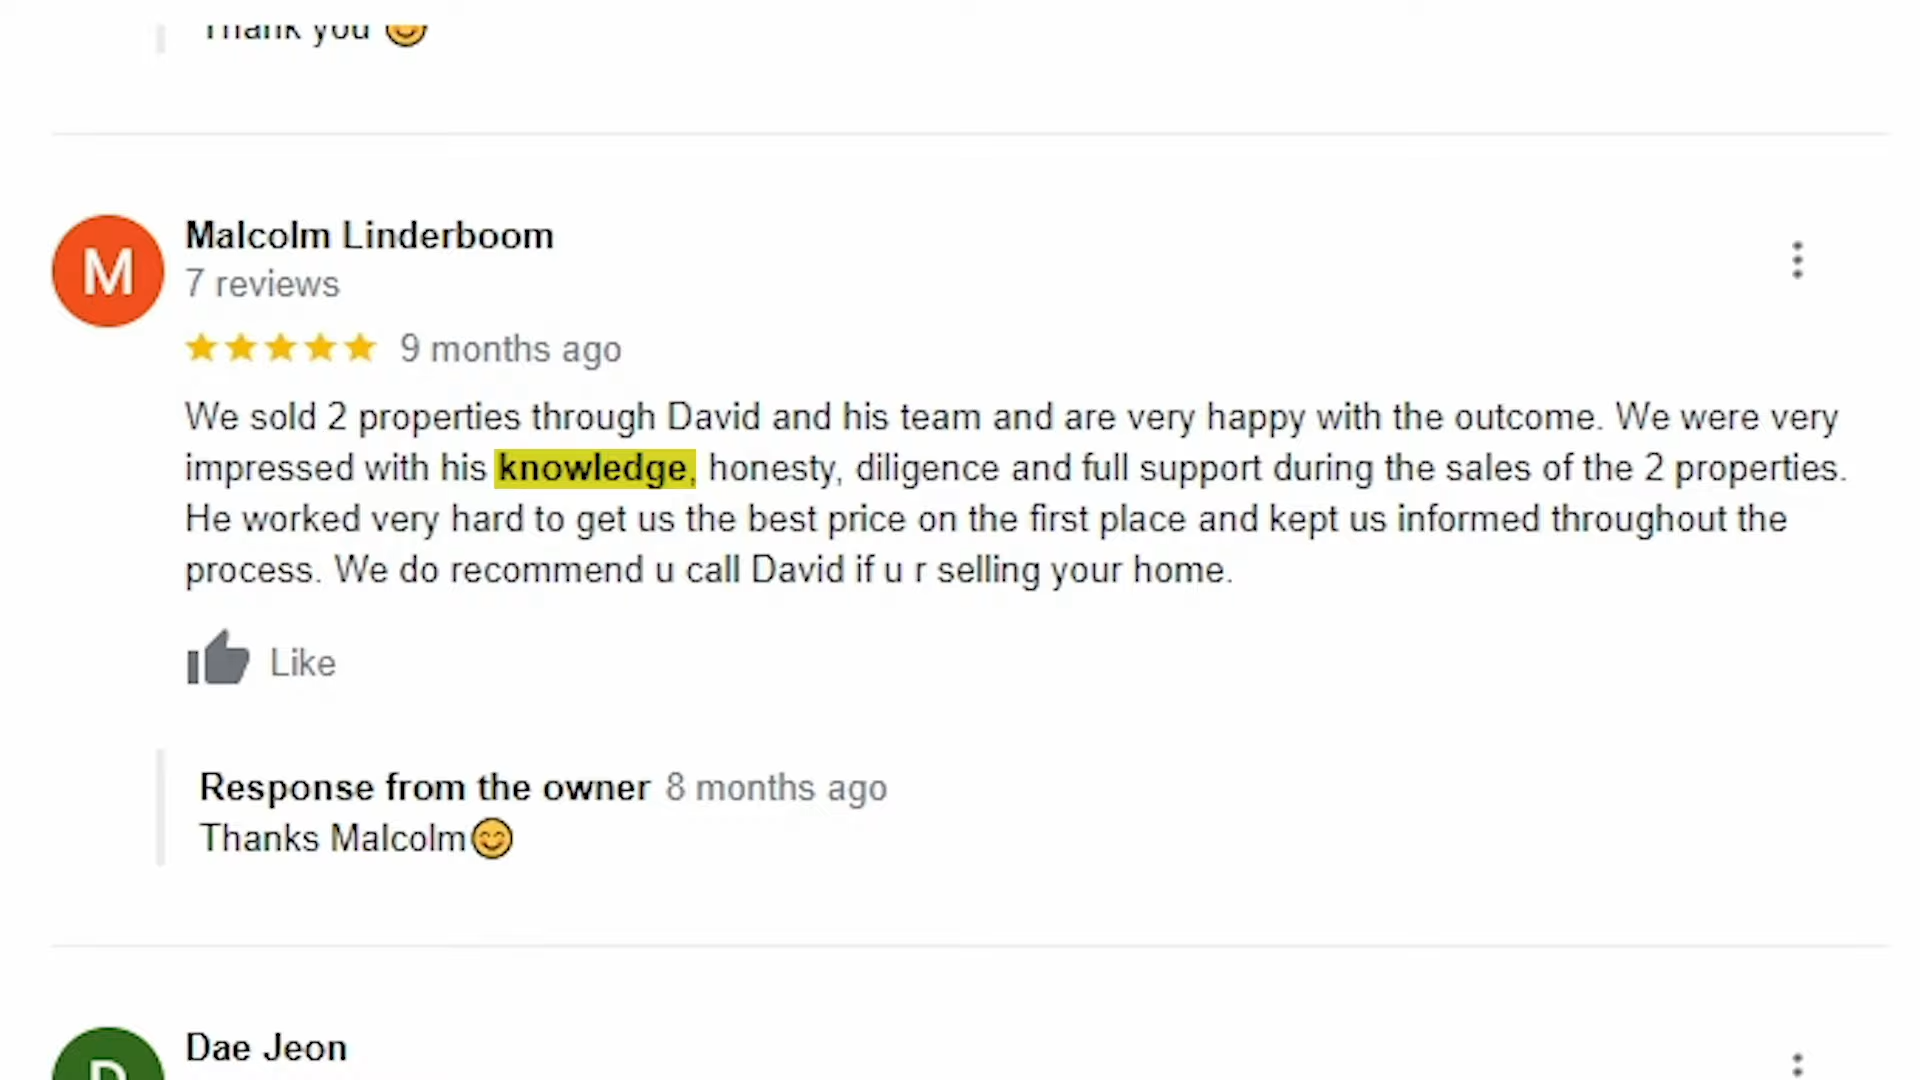 Thank you 😊
M
Malcolm Linderboom
7 reviews
9 months ago
We sold 2 properties through David and his team and are very happy with the outcome. We were very
impressed with his knowledge, honesty, diligence and full support during the sales of the 2 properties.
He worked very hard to get us the best price on the first place and kept us informed throughout the
process. We do recommend u call David if u r selling your home.
Like
Response from the owner 8 months ago
Thanks Malcolm😊
D
Dae Jeon